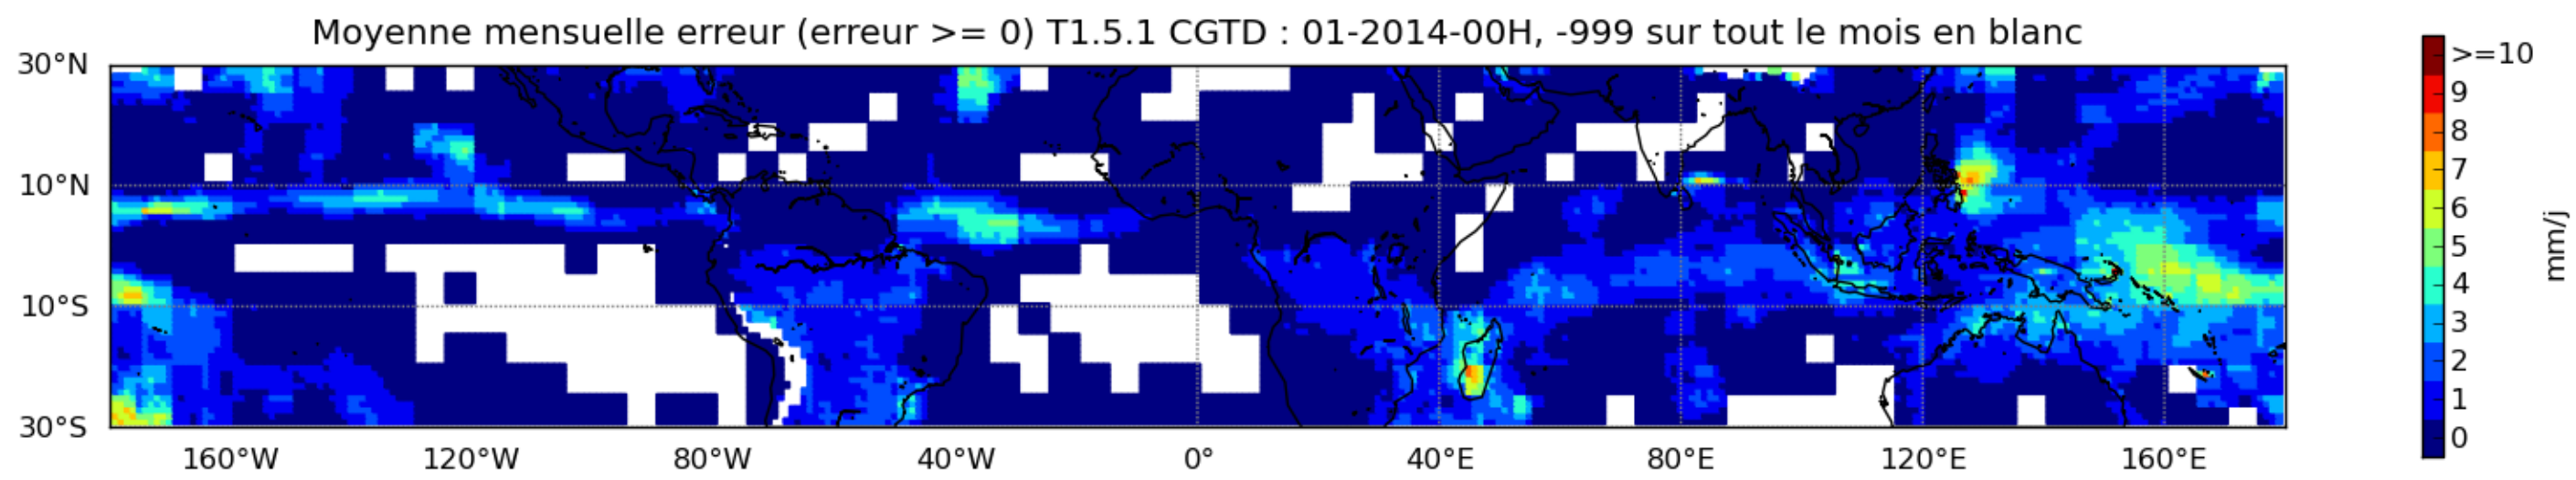 Moyenne mensuelle erreur (erreur >= 0) T1.5.1 CGTD : 01-2014-00H, -999 sur tout le mois en blanc
30°N
10°N
10°S
30°S
160°W 120°W 80°W 40°W 0° 40°E 80°E 120°E 160°E
>=10
9
8
7
6
5
4
3
2
1
0
mm/j